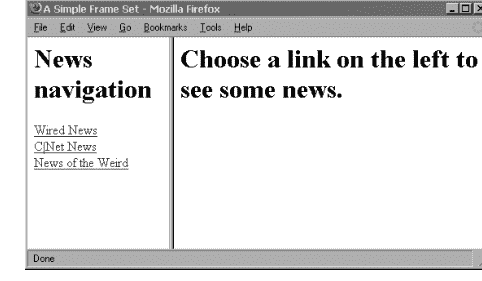 A Simple Frame Set - Mozilla Firefox
File Edit View Go Bookmarks Tools Help
News
navigation
Wired News
C|Net News
News of the Weird
Choose a link on the left to
see some news.
Done